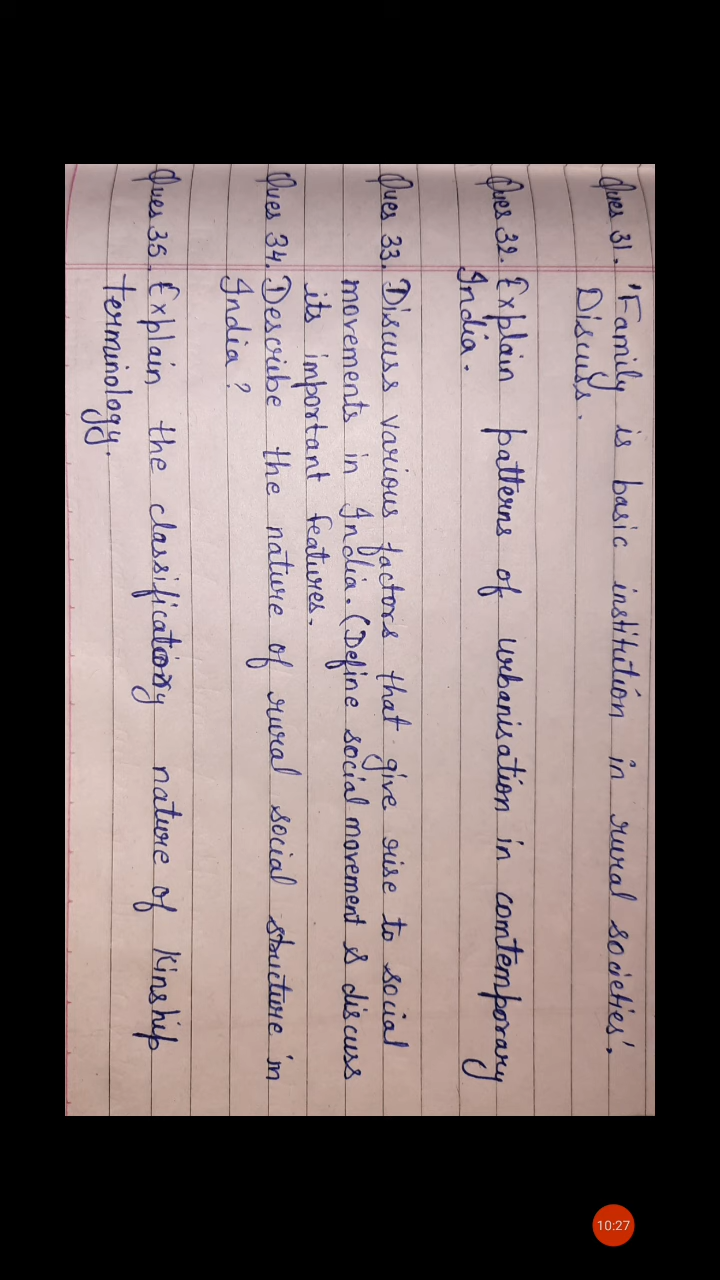 Ques 31. 'Family is basic institution in rural societies'.
Discuss.
Ques 32. Explain patterns of urbanisation in comtemporary
India.
Ques 33. Discuss various factors that give rise to social
movements in India. (Define social movement & discuss
its important features.
Ques 34. Describe the nature of rural social structure in
India?
Ques 35. Explain the classificatory nature of Kinship
terminology.
10:27